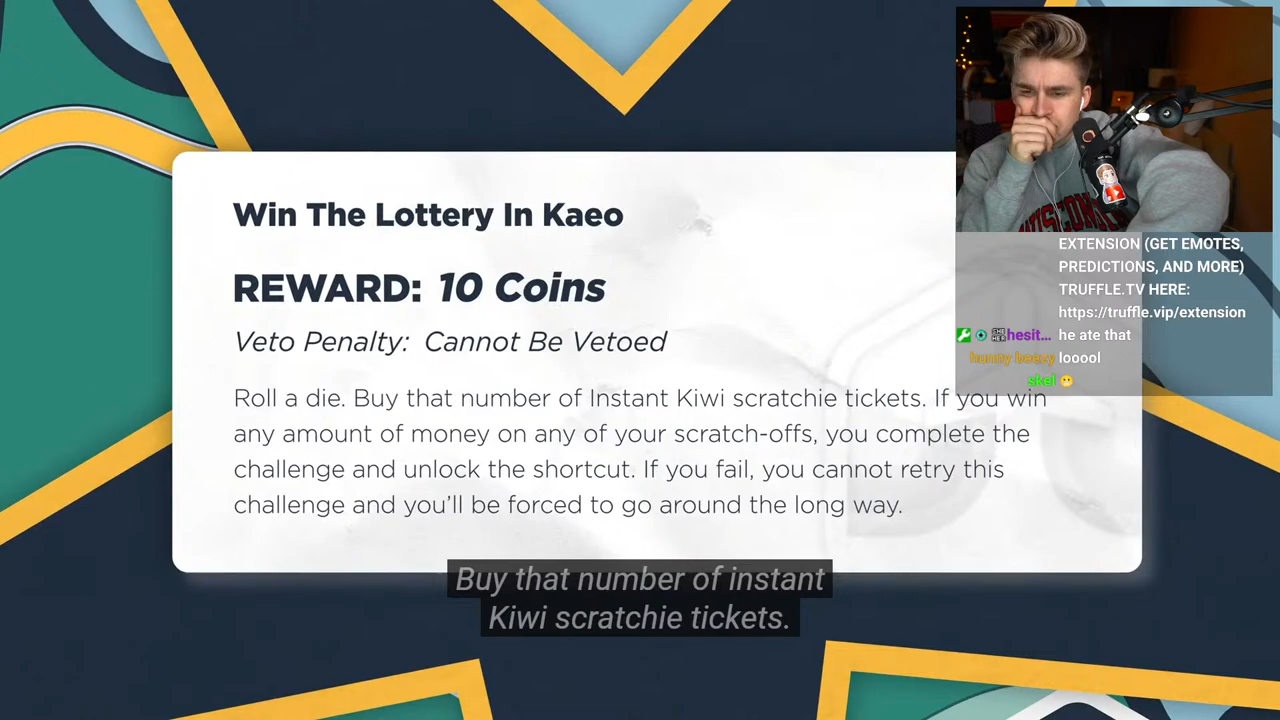 Win The Lottery In Kaeo
REWARD: 10 Coins
Veto Penalty: Cannot Be Vetoed
Roll a die. Buy that number of Instant Kiwi scratchie tickets. If you win
any amount of money on any of your scratch-offs, you complete the
challenge and unlock the shortcut. If you fail, you cannot retry this
challenge and you'll be forced to go around the long way.
Buy that number of instant
Kiwi scratchie tickets.
EXTENSION (GET EMOTES,
PREDICTIONS, AND MORE)
TRUFFLE.TV HERE:
https://truffle.vip/extension
hesit... he ate that
hunny beecy looool
skel